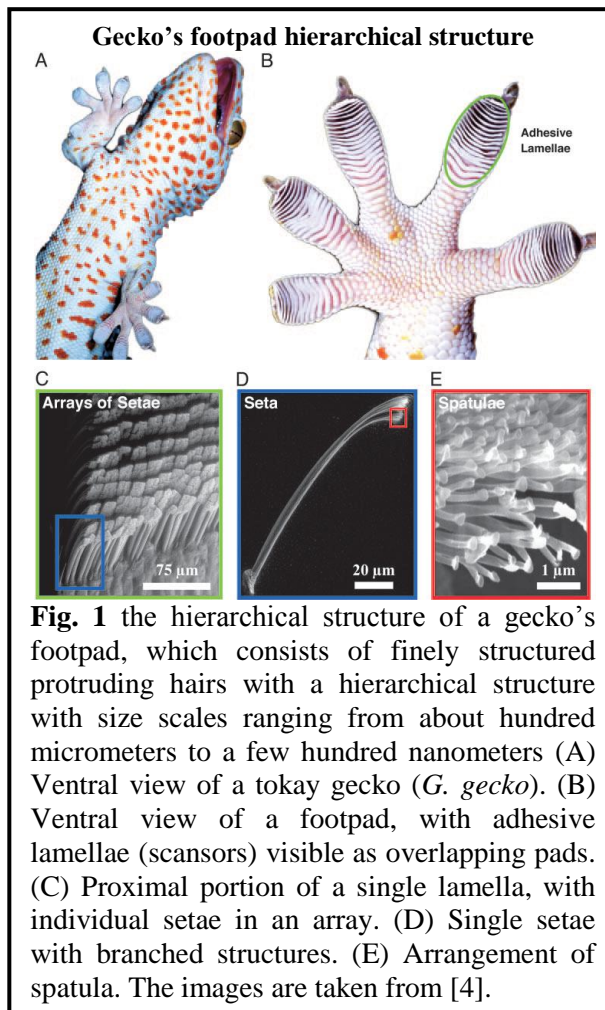 Gecko's footpad hierarchical structure
A
B
Adhesive
Lamellae
C
D
E
Arrays of Setae
Seta
Spatulae
75 µm
20 µm
1 µm
Fig. 1 the hierarchical structure of a gecko's
footpad, which consists of finely structured
protruding hairs with a hierarchical structure
with size scales ranging from about hundred
micrometers to a few hundred nanometers (A)
Ventral view of a tokay gecko (G. gecko). (B)
Ventral view of a footpad, with adhesive
lamellae (scansors) visible as overlapping pads.
(C) Proximal portion of a single lamella, with
individual setae in an array. (D) Single setae
with branched structures. (E) Arrangement of
spatula. The images are taken from [4].